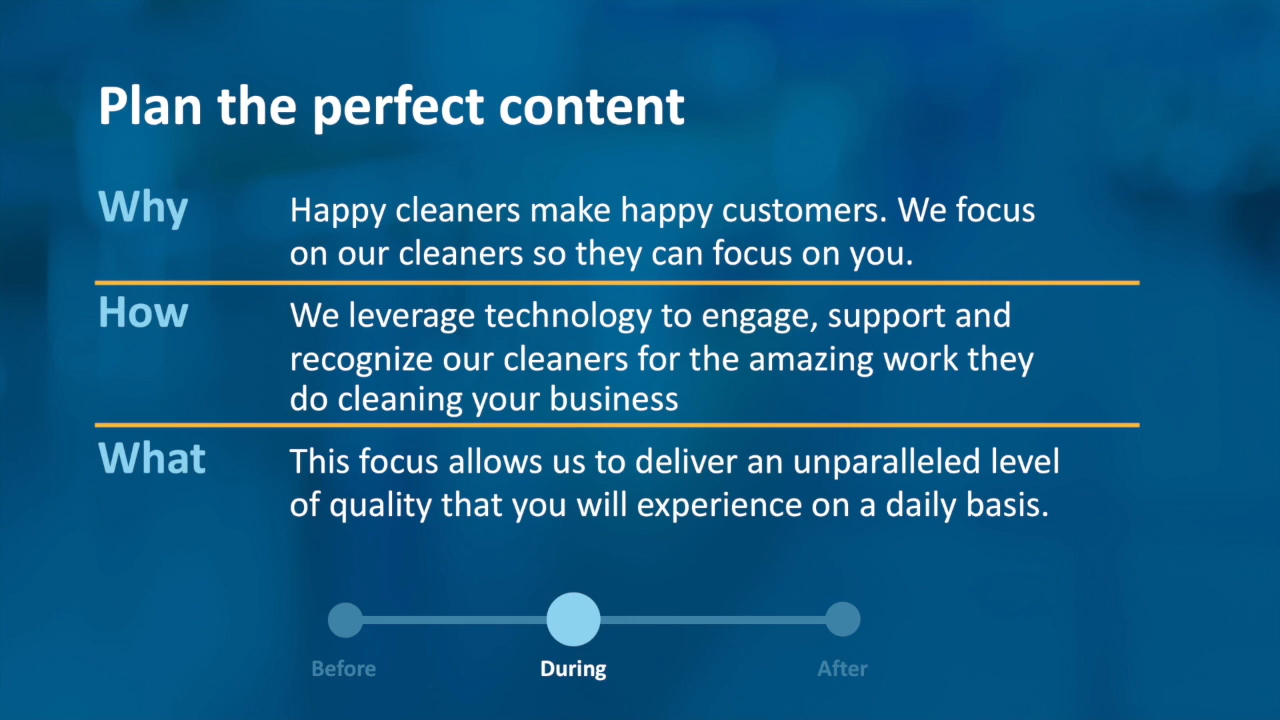 Plan the perfect content
Why
Happy cleaners make happy customers. We focus
on our cleaners so they can focus on you.
How
We leverage technology to engage, support and
recognize our cleaners for the amazing work they
do cleaning your business
What
This focus allows us to deliver an unparalleled level
of quality that you will experience on a daily basis.
Before
During
After